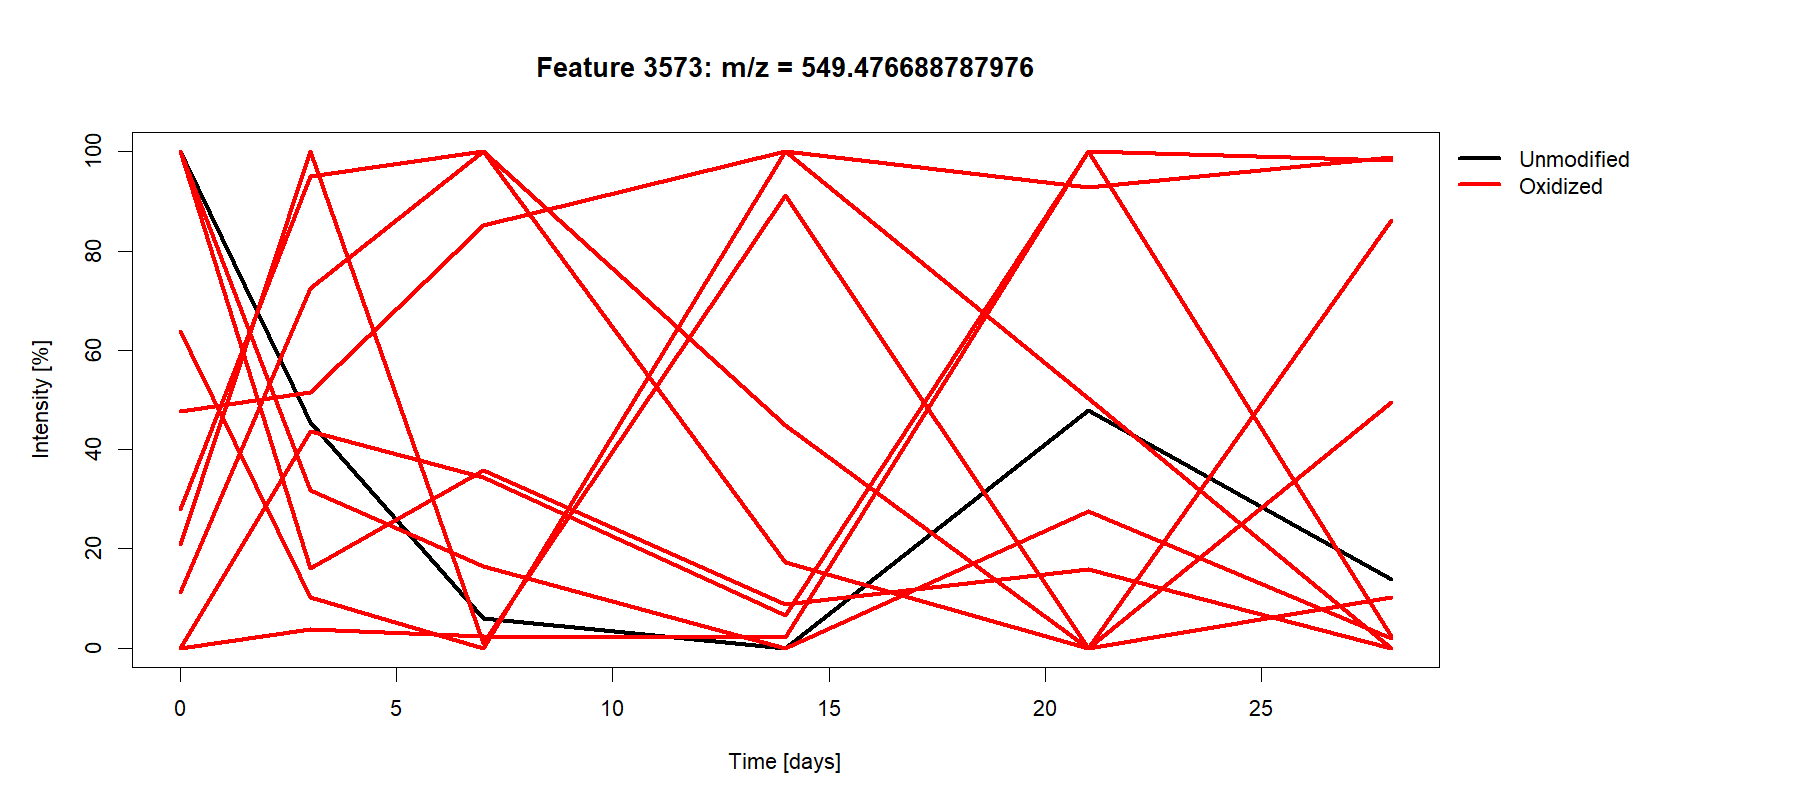 Feature 3573: m/z = 549.476688787976
Unmodified
Oxidized
Intensity [%]
100
80
60
40
20
0
0 5 10 15 20 25
Time [days]